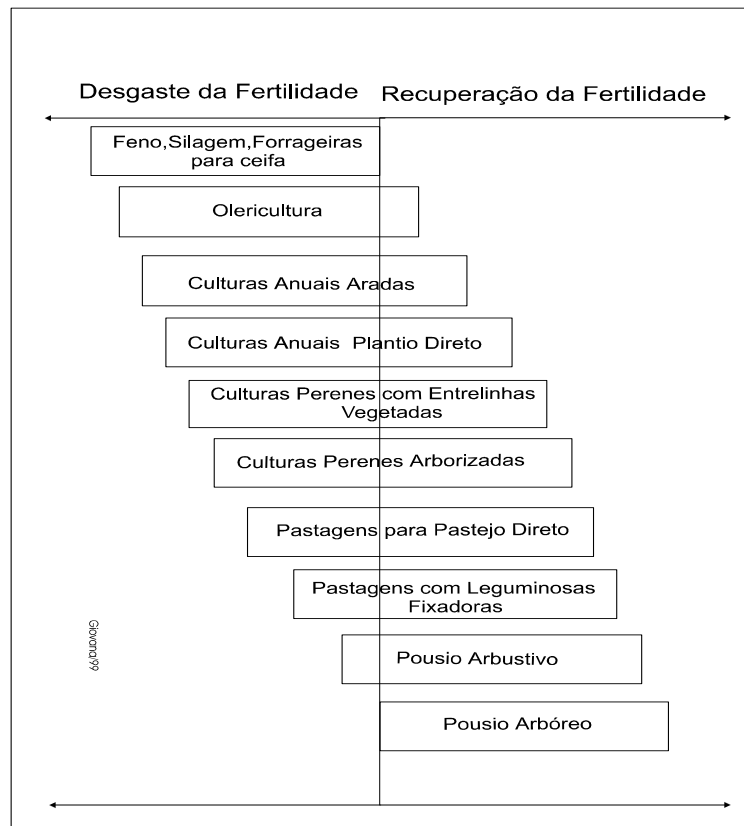 Desgaste da Fertilidade
Recuperação da Fertilidade
Feno,Silagem,Forrageiras
para ceifa
Olericultura
Culturas Anuais Aradas
Culturas Anuais Plantio Direto
Culturas Perenes com Entrelinhas
Vegetadas
Culturas Perenes Arborizadas
Pastagens para Pastejo Direto
Pastagens com Leguminosas
Fixadoras
Pousio Arbustivo
Pousio Arbóreo
Giovana/99